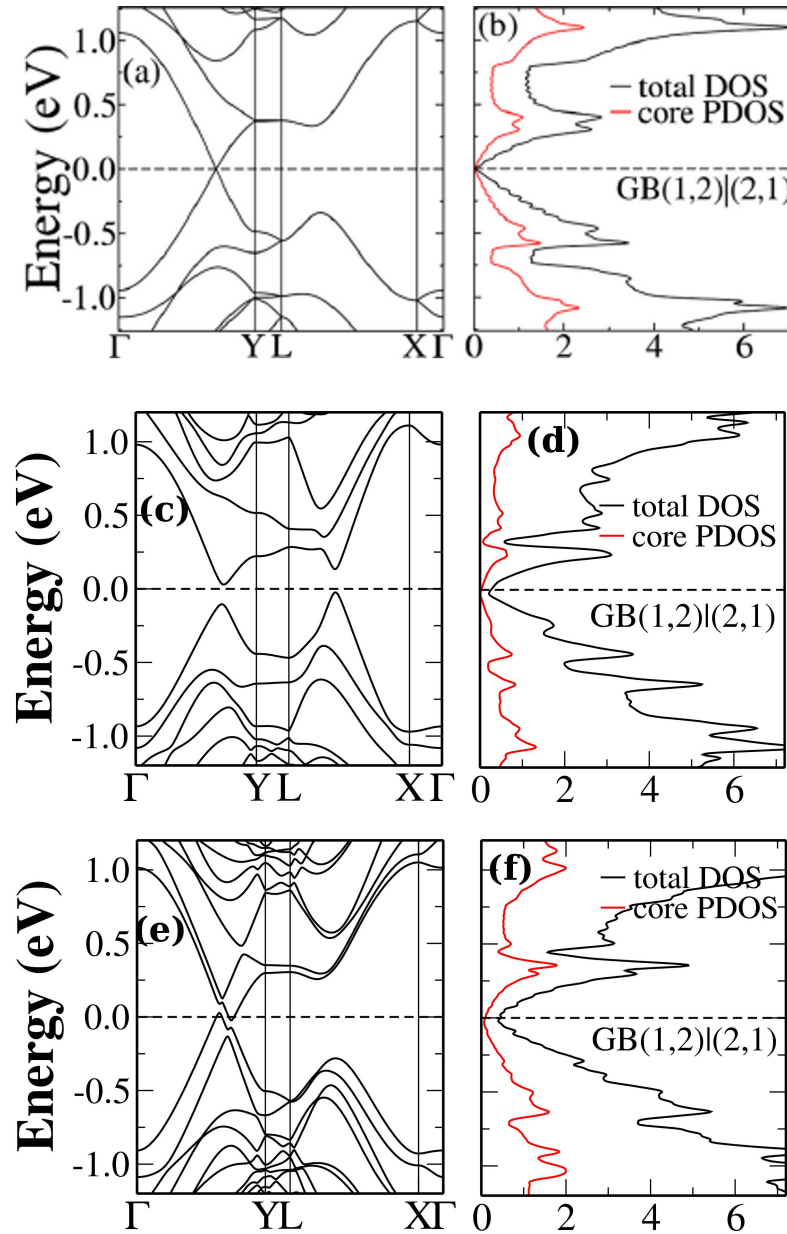 Energy (eV)
1.0
0.5
0.0
-0.5
-1.0
(a)
Γ Y L X Γ
(b)
total DOS
core PDOS
GB(1,2)|(2,1)
0 2 4 6
Energy (eV)
1.0
0.5
0.0
-0.5
-1.0
(c)
Γ Y L X Γ
(d)
total DOS
core PDOS
GB(1,2)|(2,1)
0 2 4 6
Energy (eV)
1.0
0.5
0.0
-0.5
-1.0
(e)
Γ Y L X Γ
(f)
total DOS
core PDOS
GB(1,2)|(2,1)
0 2 4 6